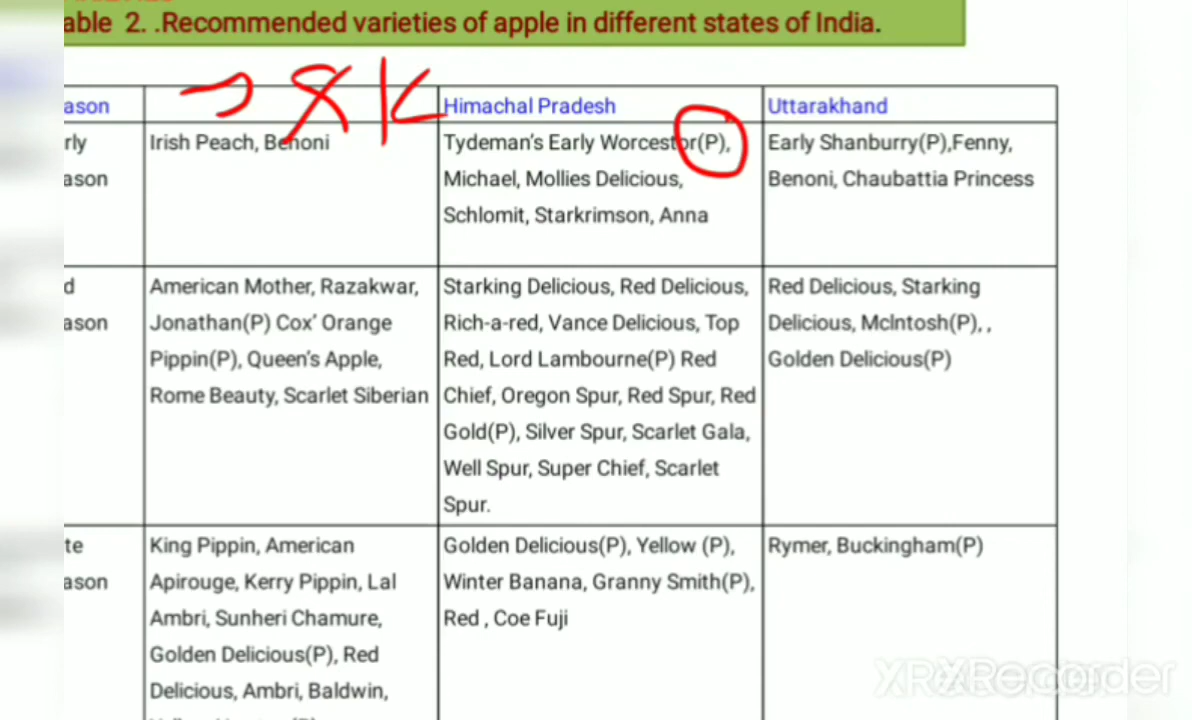 able 2. .Recommended varieties of apple in different states of India.
ason
Himachal Pradesh
Uttarakhand
rly
ason
Irish Peach, Benoni
Tydeman's Early Worcestor(P),
Michael, Mollies Delicious,
Schlomit, Starkrimson, Anna
Early Shanburry(P),Fenny,
Benoni, Chaubattia Princess
d
ason
American Mother, Razakwar,
Jonathan(P) Cox' Orange
Pippin(P), Queen's Apple,
Rome Beauty, Scarlet Siberian
Starking Delicious, Red Delicious,
Rich-a-red, Vance Delicious, Top
Red, Lord Lambourne(P) Red
Chief, Oregon Spur, Red Spur, Red
Gold(P), Silver Spur, Scarlet Gala,
Well Spur, Super Chief, Scarlet
Spur.
Red Delicious, Starking
Delicious, McIntosh(P), ,
Golden Delicious(P)
te
ason
King Pippin, American
Apirouge, Kerry Pippin, Lal
Ambri, Sunheri Chamure,
Golden Delicious(P), Red
Delicious, Ambri, Baldwin,
Golden Delicious(P), Yellow (P),
Winter Banana, Granny Smith(P),
Red , Coe Fuji
Rymer, Buckingham(P)
XRecorder